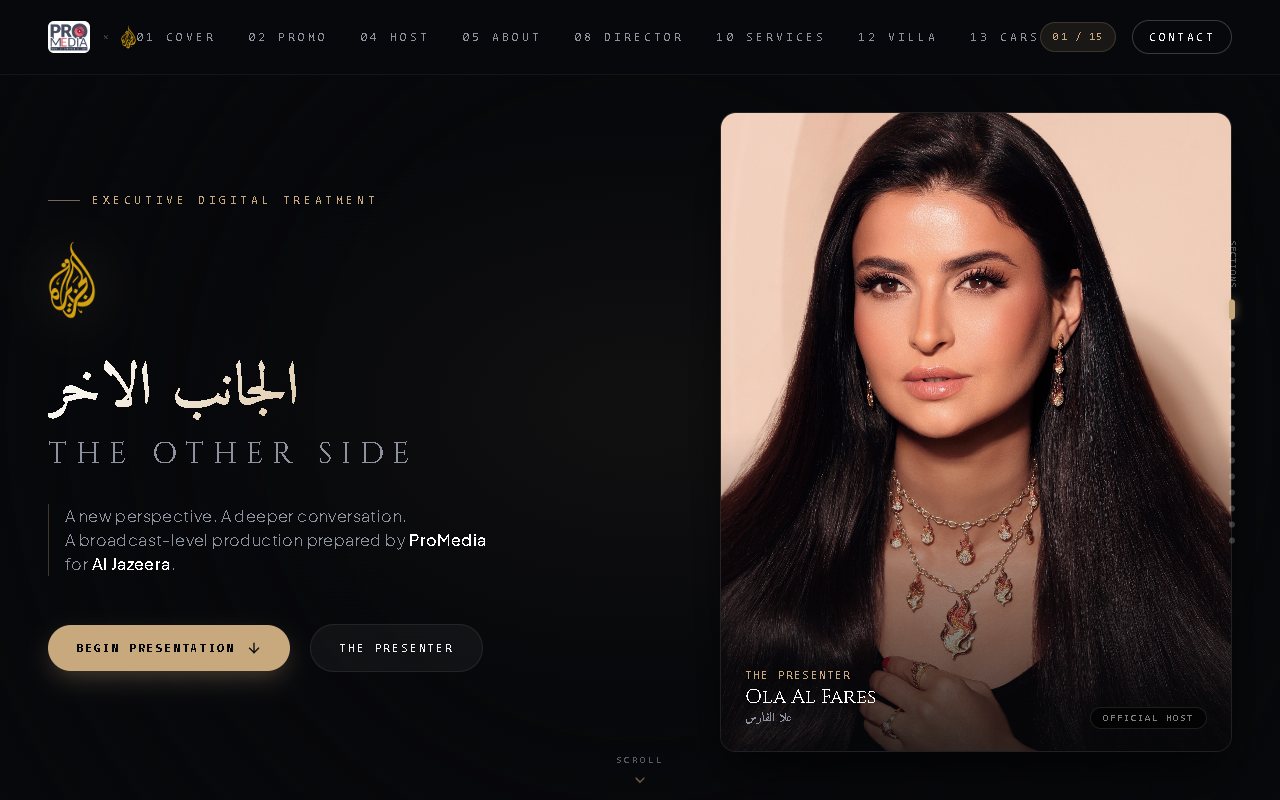 PRO MEDIA
× 01 COVER 02 PROMO 04 HOST 05 ABOUT 08 DIRECTOR 10 SERVICES 12 VILLA 13 CARS 01 / 15 CONTACT
EXECUTIVE DIGITAL TREATMENT
الجزيرة
الجانب الاخر
THE OTHER SIDE
A new perspective. A deeper conversation.
A broadcast-level production prepared by ProMedia
for Al Jazeera.
BEGIN PRESENTATION ↓ THE PRESENTER
SECTIONS
THE PRESENTER
OLA AL FARES
علا الفارس
OFFICIAL HOST
SCROLL